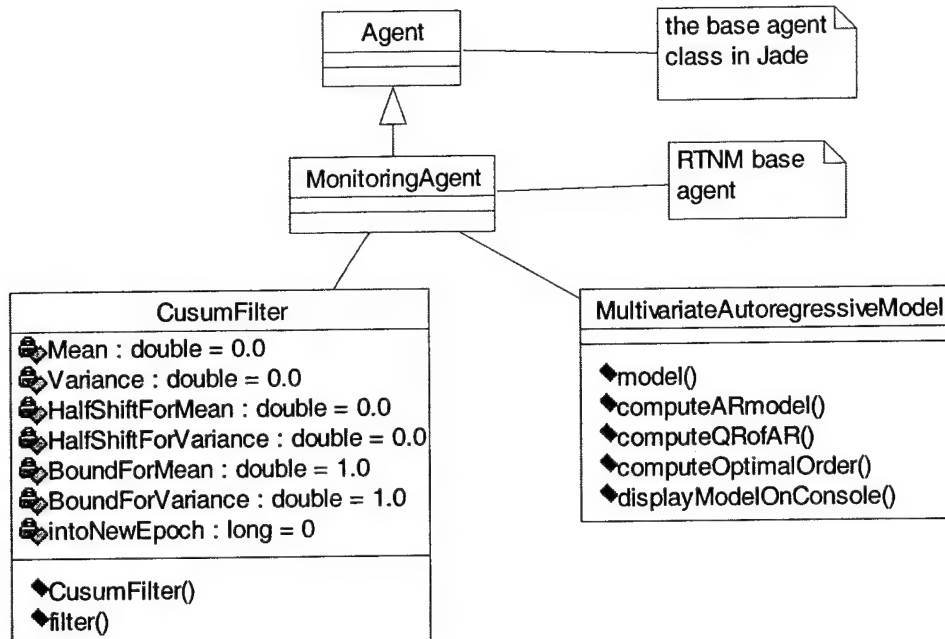 Agent
the base agent
class in Jade
MonitoringAgent
RTNM base
agent
CusumFilter
Mean : double = 0.0
Variance : double = 0.0
HalfShiftForMean : double = 0.0
HalfShiftForVariance : double = 0.0
BoundForMean : double = 1.0
BoundForVariance : double = 1.0
intoNewEpoch : long = 0
CusumFilter()
filter()
MultivariateAutoregressiveModel
model()
computeARmodel()
computeQRofAR()
computeOptimalOrder()
displayModelOnConsole()